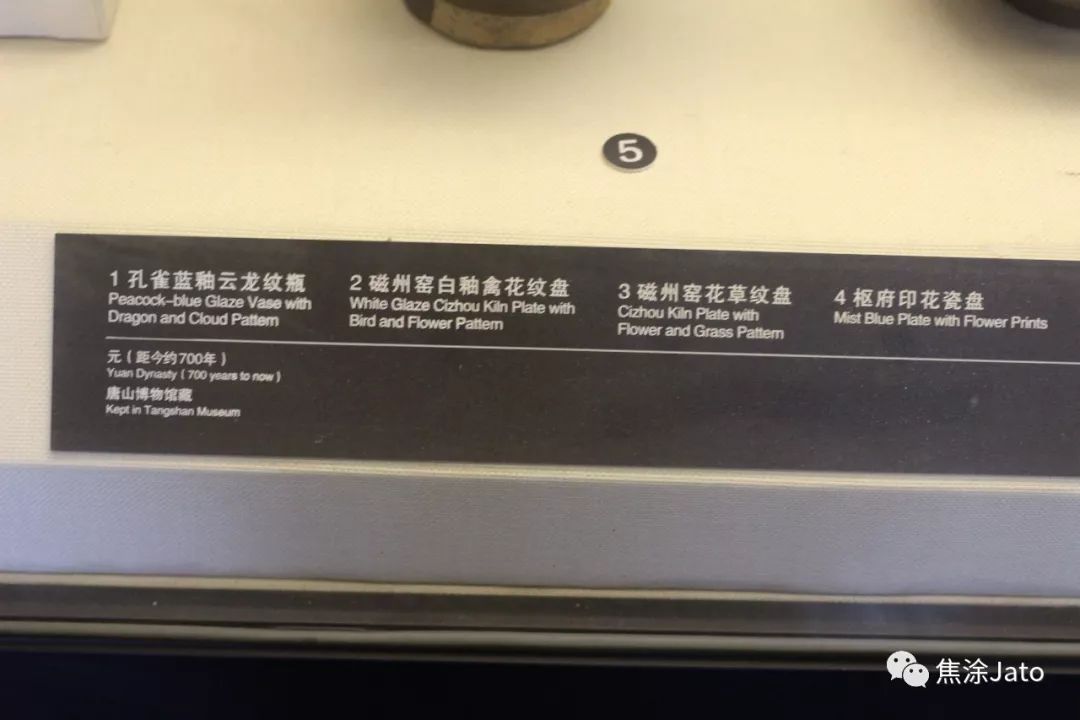 5
1 孔雀蓝釉云龙纹瓶
Peacock-blue Glaze Vase with
Dragon and Cloud Pattern
2 磁州窑白釉禽花纹盘
White Glaze Cizhou Kiln Plate with
Bird and Flower Pattern
3 磁州窑花草纹盘
Cizhou Kiln Plate with
Flower and Grass Pattern
4 枢府印花瓷盘
Mist Blue Plate with Flower Prints
元（距今约700年）
Yuan Dynasty ( 700 years to now )
唐山博物馆藏
Kept in Tangshan Museum
焦涂Jato